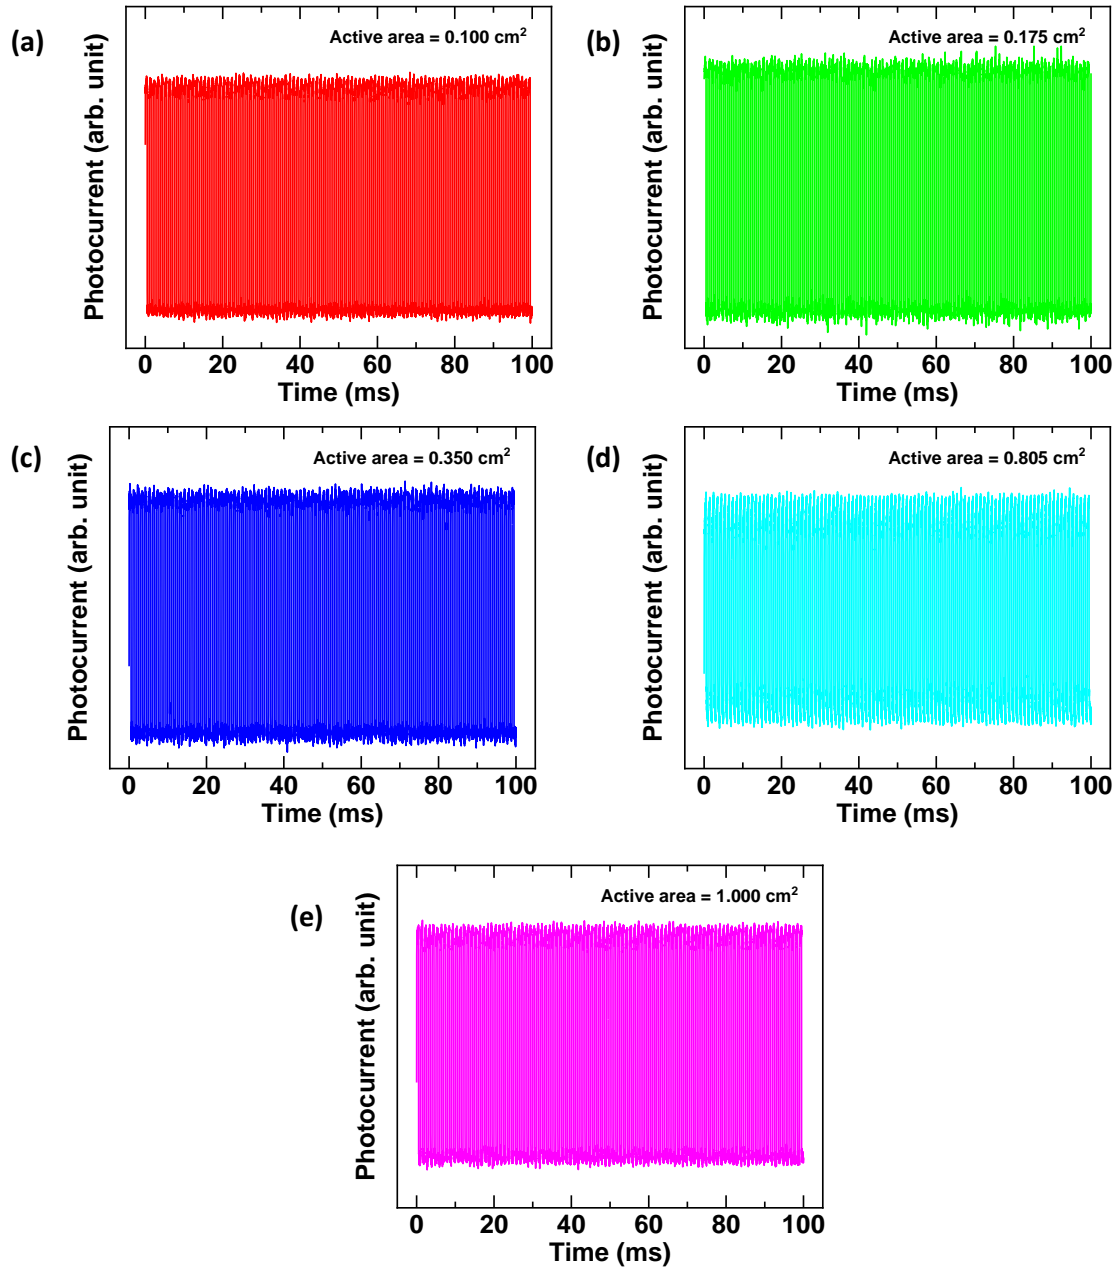 (a)
Active area = 0.100 cm²
Photocurrent (arb. unit)
0 20 40 60 80 100
Time (ms)
(b)
Active area = 0.175 cm²
Photocurrent (arb. unit)
0 20 40 60 80 100
Time (ms)
(c)
Active area = 0.350 cm²
Photocurrent (arb. unit)
0 20 40 60 80 100
Time (ms)
(d)
Active area = 0.805 cm²
Photocurrent (arb. unit)
0 20 40 60 80 100
Time (ms)
(e)
Active area = 1.000 cm²
Photocurrent (arb. unit)
0 20 40 60 80 100
Time (ms)